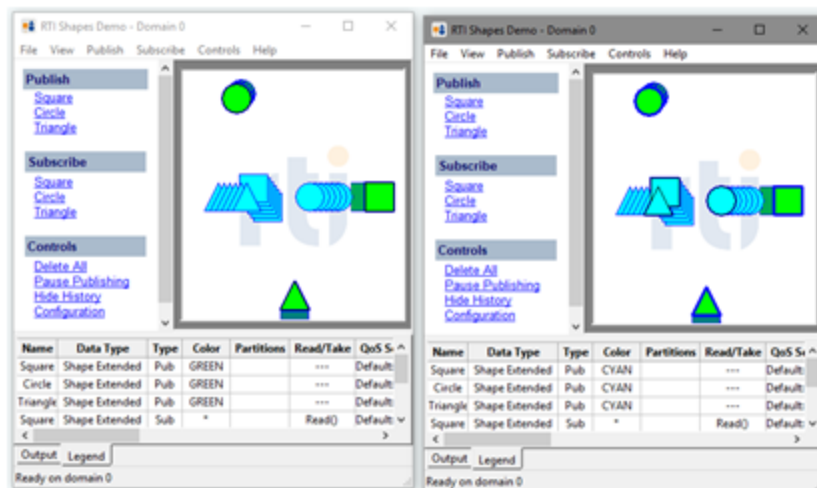 RTI Shapes Demo - Domain 0
File View Publish Subscribe Controls Help
Publish
Square
Circle
Triangle
Subscribe
Square
Circle
Triangle
Controls
Delete All
Pause Publishing
Hide History
Configuration
rti
Name Data Type Type Color Partitions Read/Take QoS S
Square Shape Extended Pub GREEN --- Default:
Circle Shape Extended Pub GREEN --- Default:
Triangle Shape Extended Pub GREEN --- Default:
Square Shape Extended Sub * Read() Default:
Output Legend
Ready on domain 0
RTI Shapes Demo - Domain 0
File View Publish Subscribe Controls Help
Publish
Square
Circle
Triangle
Subscribe
Square
Circle
Triangle
Controls
Delete All
Pause Publishing
Hide History
Configuration
rti
Name Data Type Type Color Partitions Read/Take QoS S
Square Shape Extended Pub CYAN --- Default:
Circle Shape Extended Pub CYAN --- Default:
Triangle Shape Extended Pub CYAN --- Default:
Square Shape Extended Sub * Read() Default:
Output Legend
Ready on domain 0